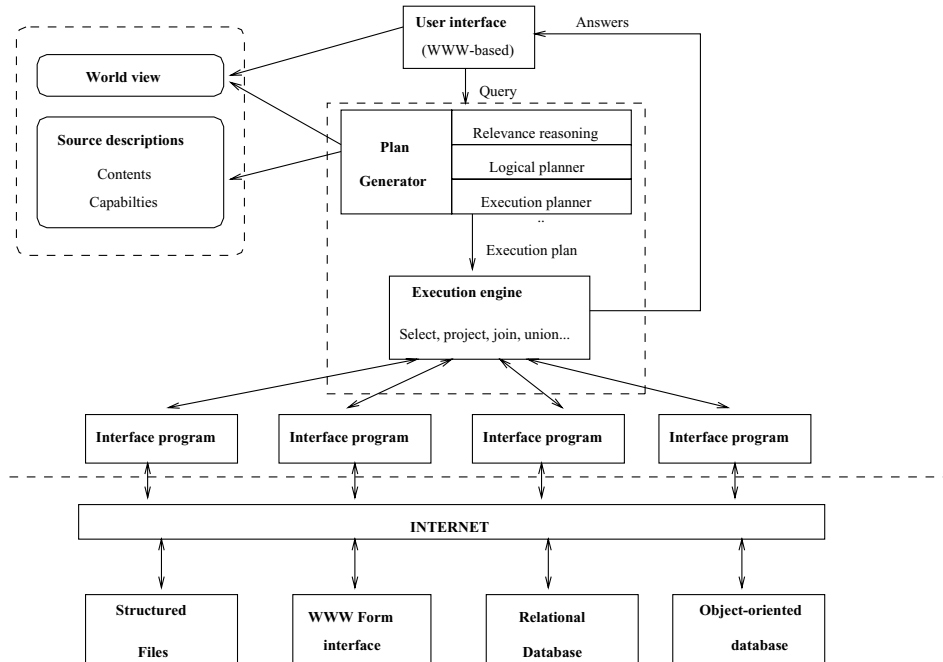 User interface
(WWW-based)
Answers
World view
Query
Source descriptions
Contents
Capabilties
Plan
Generator
Relevance reasoning
Logical planner
Execution planner
..
Execution plan
Execution engine
Select, project, join, union...
Interface program
Interface program
Interface program
Interface program
INTERNET
Structured
Files
WWW Form
interface
Relational
Database
Object-oriented
database